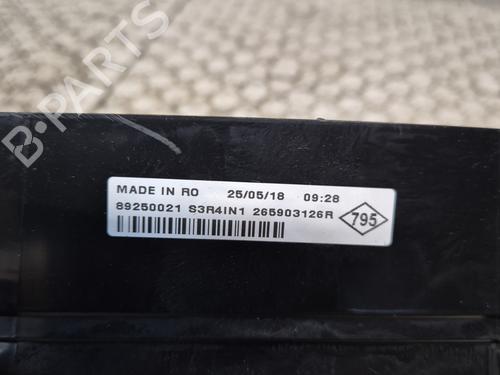 B-PARTS
MADE IN RO 25/05/18 09:28
89250021 S3R4IN1 265903126R
795